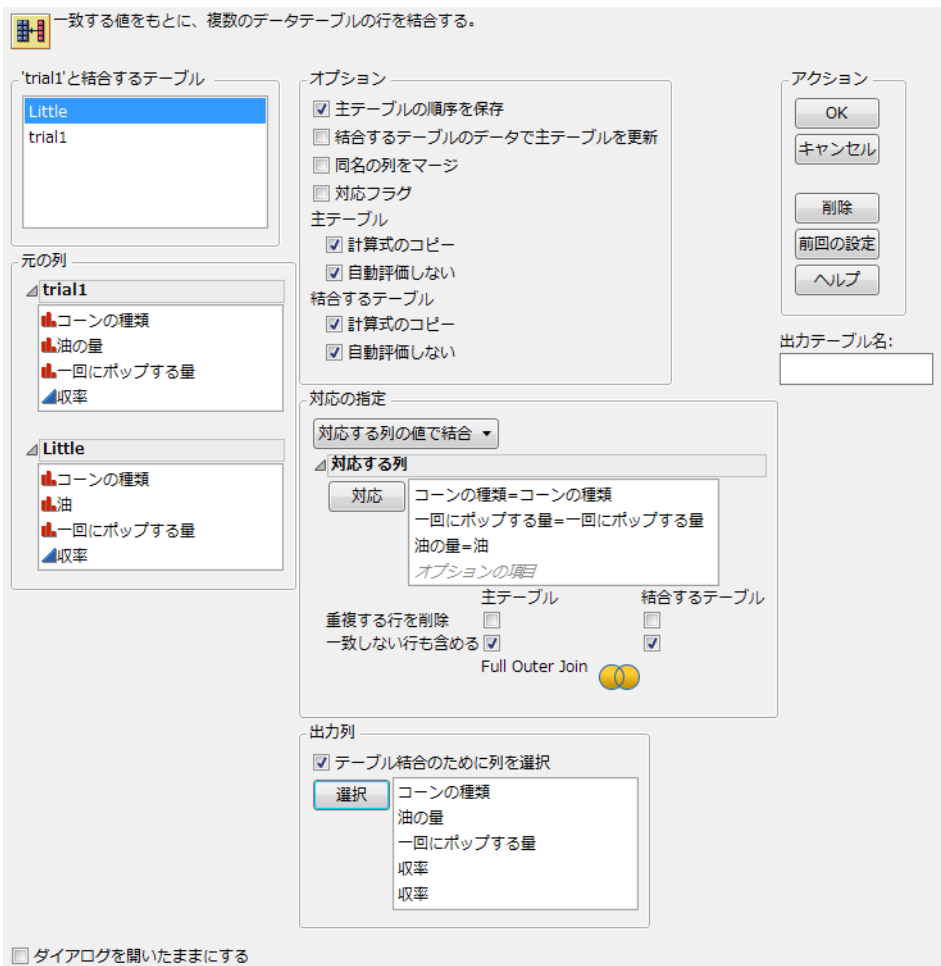 一致する値をもとに、複数のデータテーブルの行を結合する。
'trial1'と結合するテーブル
Little
trial1
元の列
trial1
コーンの種類
油の量
一回にポップする量
収率
Little
コーンの種類
油
一回にポップする量
収率
オプション
主テーブルの順序を保存
結合するテーブルのデータで主テーブルを更新
同名の列をマージ
対応フラグ
主テーブル
計算式のコピー
自動評価しない
結合するテーブル
計算式のコピー
自動評価しない
対応の指定
対応する列の値で結合
対応する列
対応
コーンの種類=コーンの種類
一回にポップする量=一回にポップする量
油の量=油
オプションの項目
主テーブル 結合するテーブル
重複する行を削除
一致しない行も含める
Full Outer Join
出力列
テーブル結合のために列を選択
選択
コーンの種類
油の量
一回にポップする量
収率
収率
アクション
OK
キャンセル
削除
前回の設定
ヘルプ
出力テーブル名:
ダイアログを開いたままにする